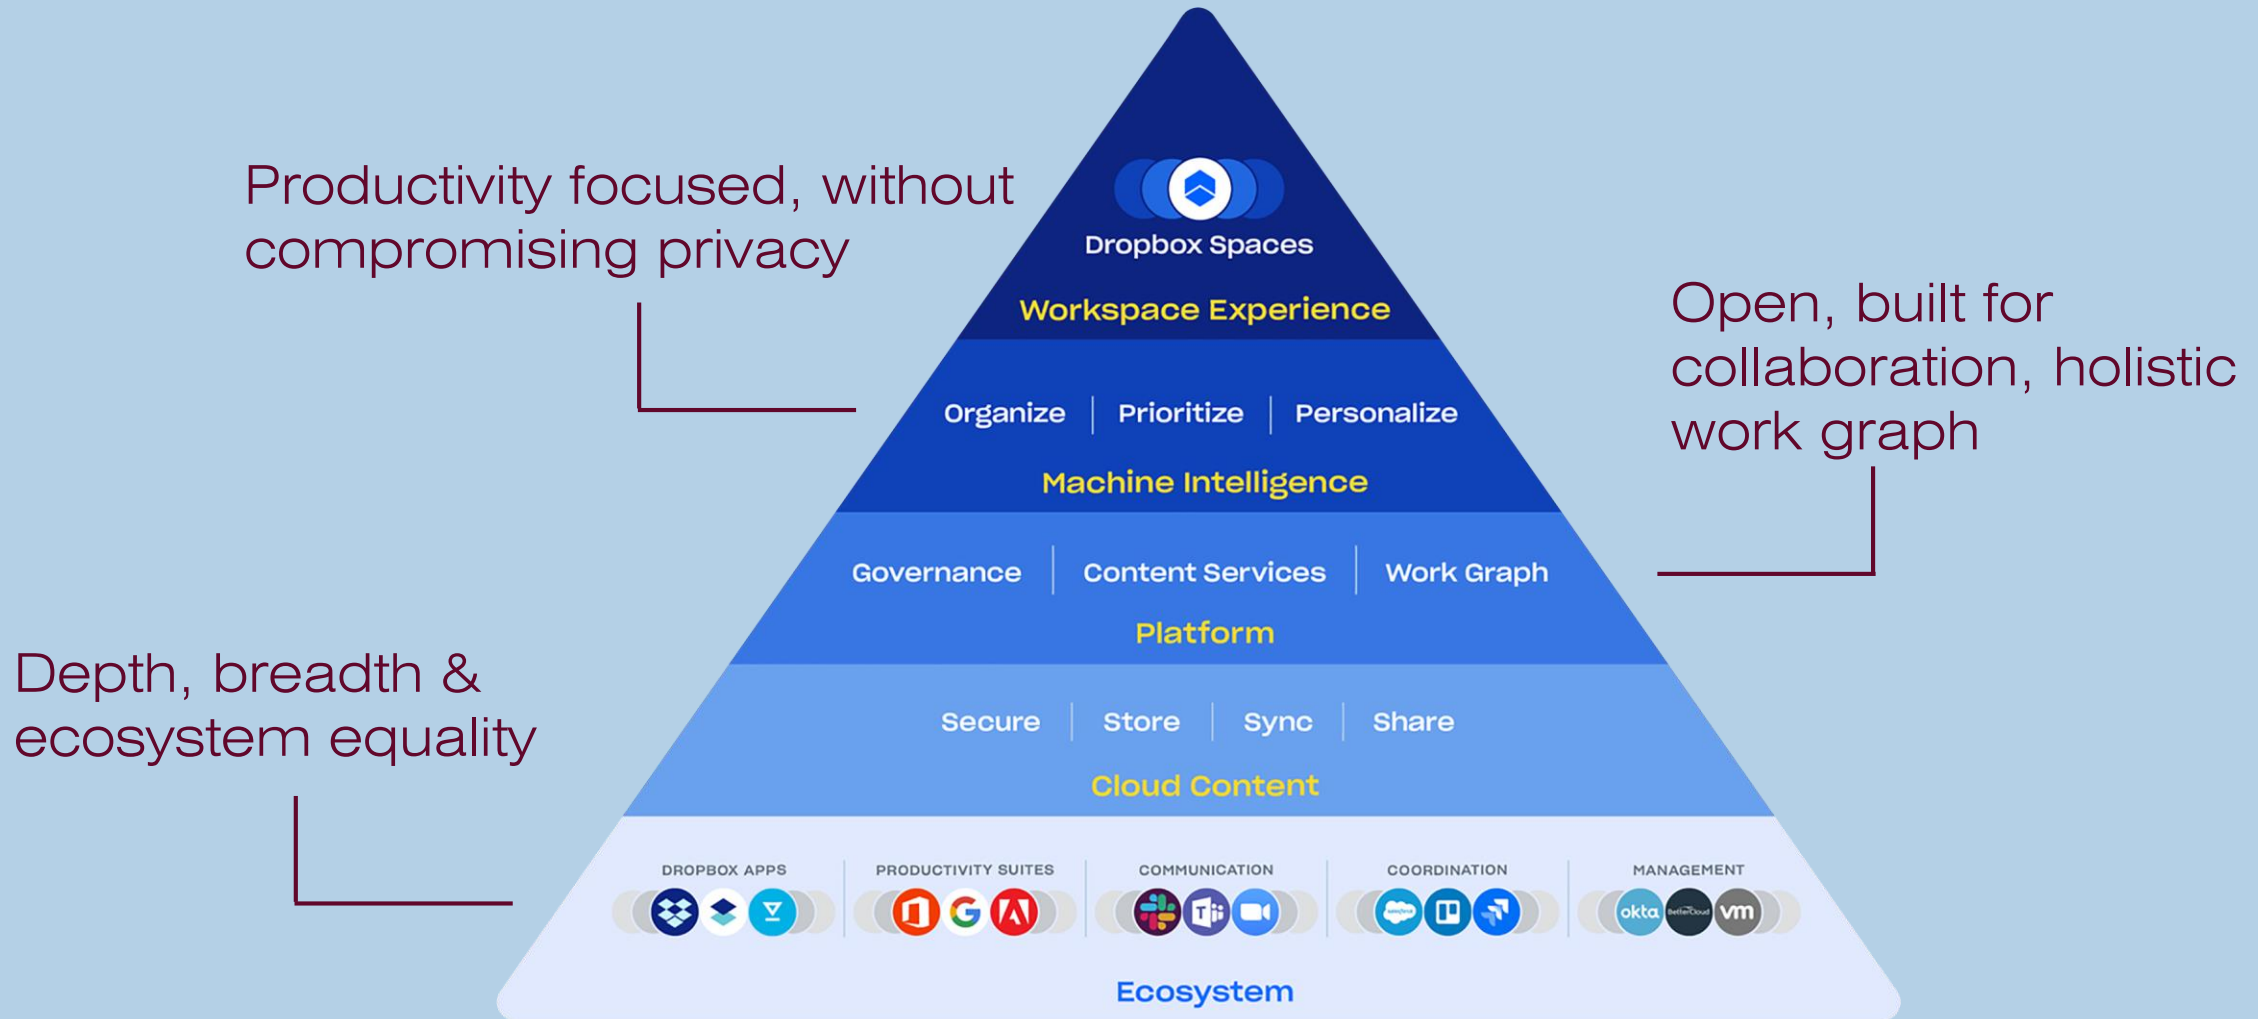 Productivity focused, without
compromising privacy
Dropbox Spaces
Workspace Experience
Open, built for
collaboration, holistic
work graph
Organize | Prioritize | Personalize
Machine Intelligence
Governance | Content Services | Work Graph
Platform
Depth, breadth &
ecosystem equality
Secure | Store | Sync | Share
Cloud Content
DROPBOX APPS PRODUCTIVITY SUITES COMMUNICATION COORDINATION MANAGEMENT
salesforce okta BetterCloud vm
Ecosystem